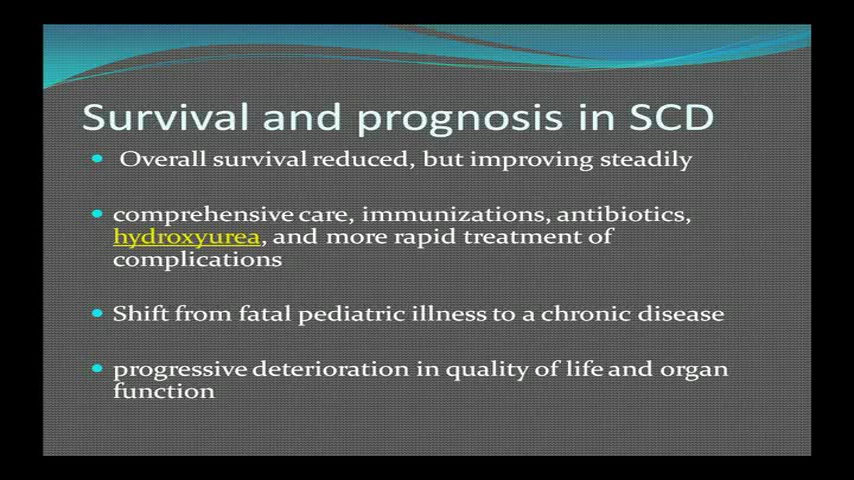 Survival and prognosis in SCD
• Overall survival reduced, but improving steadily
• comprehensive care, immunizations, antibiotics,
hydroxyurea, and more rapid treatment of
complications
• Shift from fatal pediatric illness to a chronic disease
• progressive deterioration in quality of life and organ
function